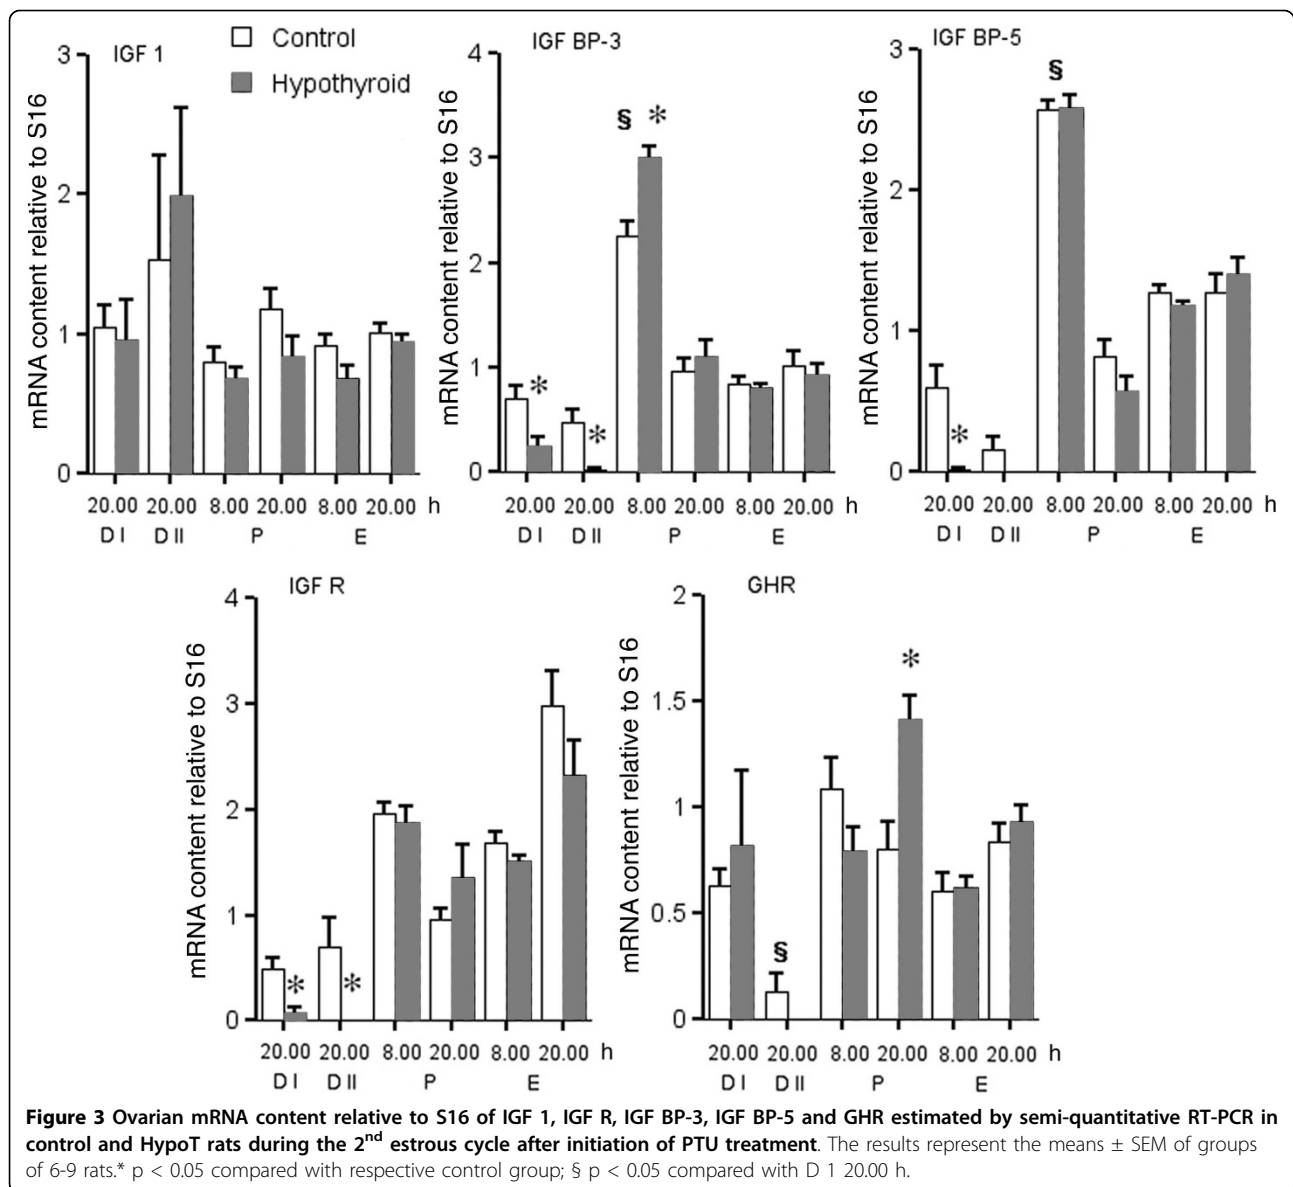 IGF 1
Control
Hypothyroid
mRNA content relative to S16
3
2
1
0
20.00 20.00 8.00 20.00 8.00 20.00 h
D I D II P E
IGF BP-3
mRNA content relative to S16
4
3
2
1
0
§ *
*
*
20.00 20.00 8.00 20.00 8.00 20.00
D I D II P E
IGF BP-5
mRNA content relative to S16
3
2
1
0
§
*
20.00 20.00 8.00 20.00 8.00 20.00 h
D I D II P E
IGF R
mRNA content relative to S16
4
3
2
1
0
*
*
20.00 20.00 8.00 20.00 8.00 20.00 h
D I D II P E
GHR
mRNA content relative to S16
2
1.5
1
0.5
0
*
§
20.00 20.00 8.00 20.00 8.00 20.00 h
D I D II P E
Figure 3 Ovarian mRNA content relative to S16 of IGF 1, IGF R, IGF BP-3, IGF BP-5 and GHR estimated by semi-quantitative RT-PCR in
control and HypoT rats during the 2nd estrous cycle after initiation of PTU treatment. The results represent the means ± SEM of groups
of 6-9 rats.* p < 0.05 compared with respective control group; § p < 0.05 compared with D 1 20.00 h.